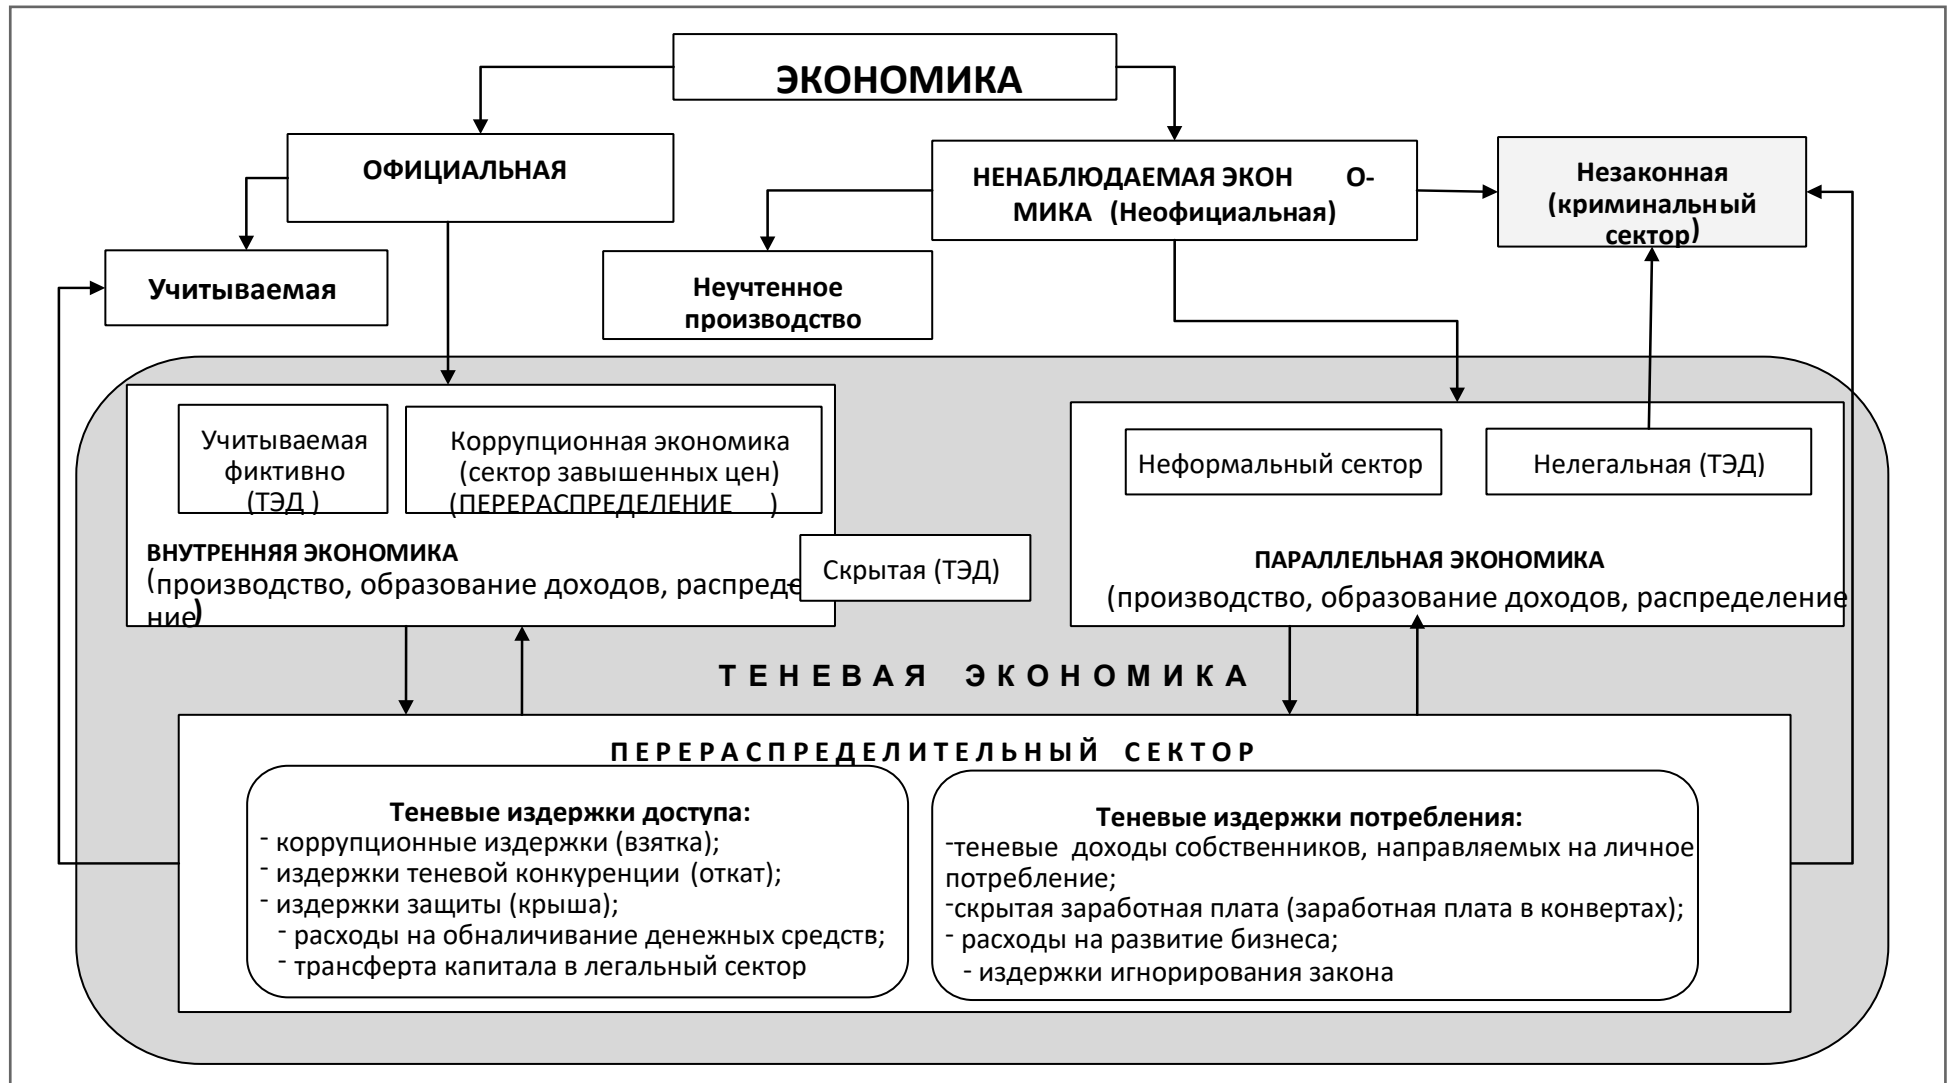 ЭКОНОМИКА
ОФИЦИАЛЬНАЯ
НЕНАБЛЮДАЕМАЯ ЭКОН О-
МИКА (Неофициальная)
Незаконная
(криминальный
сектор)
Учитываемая
Неучтенное
производство
Учитываемая
фиктивно
(ТЭД )
Коррупционная экономика
(сектор завышенных цен)
(ПЕРЕРАСПРЕДЕЛЕНИЕ )
Неформальный сектор
Нелегальная (ТЭД)
ВНУТРЕННЯЯ ЭКОНОМИКА
(производство, образование доходов, распреде-
ние)
Скрытая (ТЭД)
ПАРАЛЛЕЛЬНАЯ ЭКОНОМИКА
(производство, образование доходов, распределение
ТЕНЕВАЯ ЭКОНОМИКА
ПЕРЕРАСПРЕДЕЛИТЕЛЬНЫЙ СЕКТОР
Теневые издержки доступа:
- коррупционные издержки (взятка);
- издержки теневой конкуренции (откат);
- издержки защиты (крыша);
- расходы на обналичивание денежных средств;
- трансферта капитала в легальный сектор
Теневые издержки потребления:
-теневые доходы собственников, направляемых на личное
потребление;
-скрытая заработная плата (заработная плата в конвертах);
- расходы на развитие бизнеса;
- издержки игнорирования закона